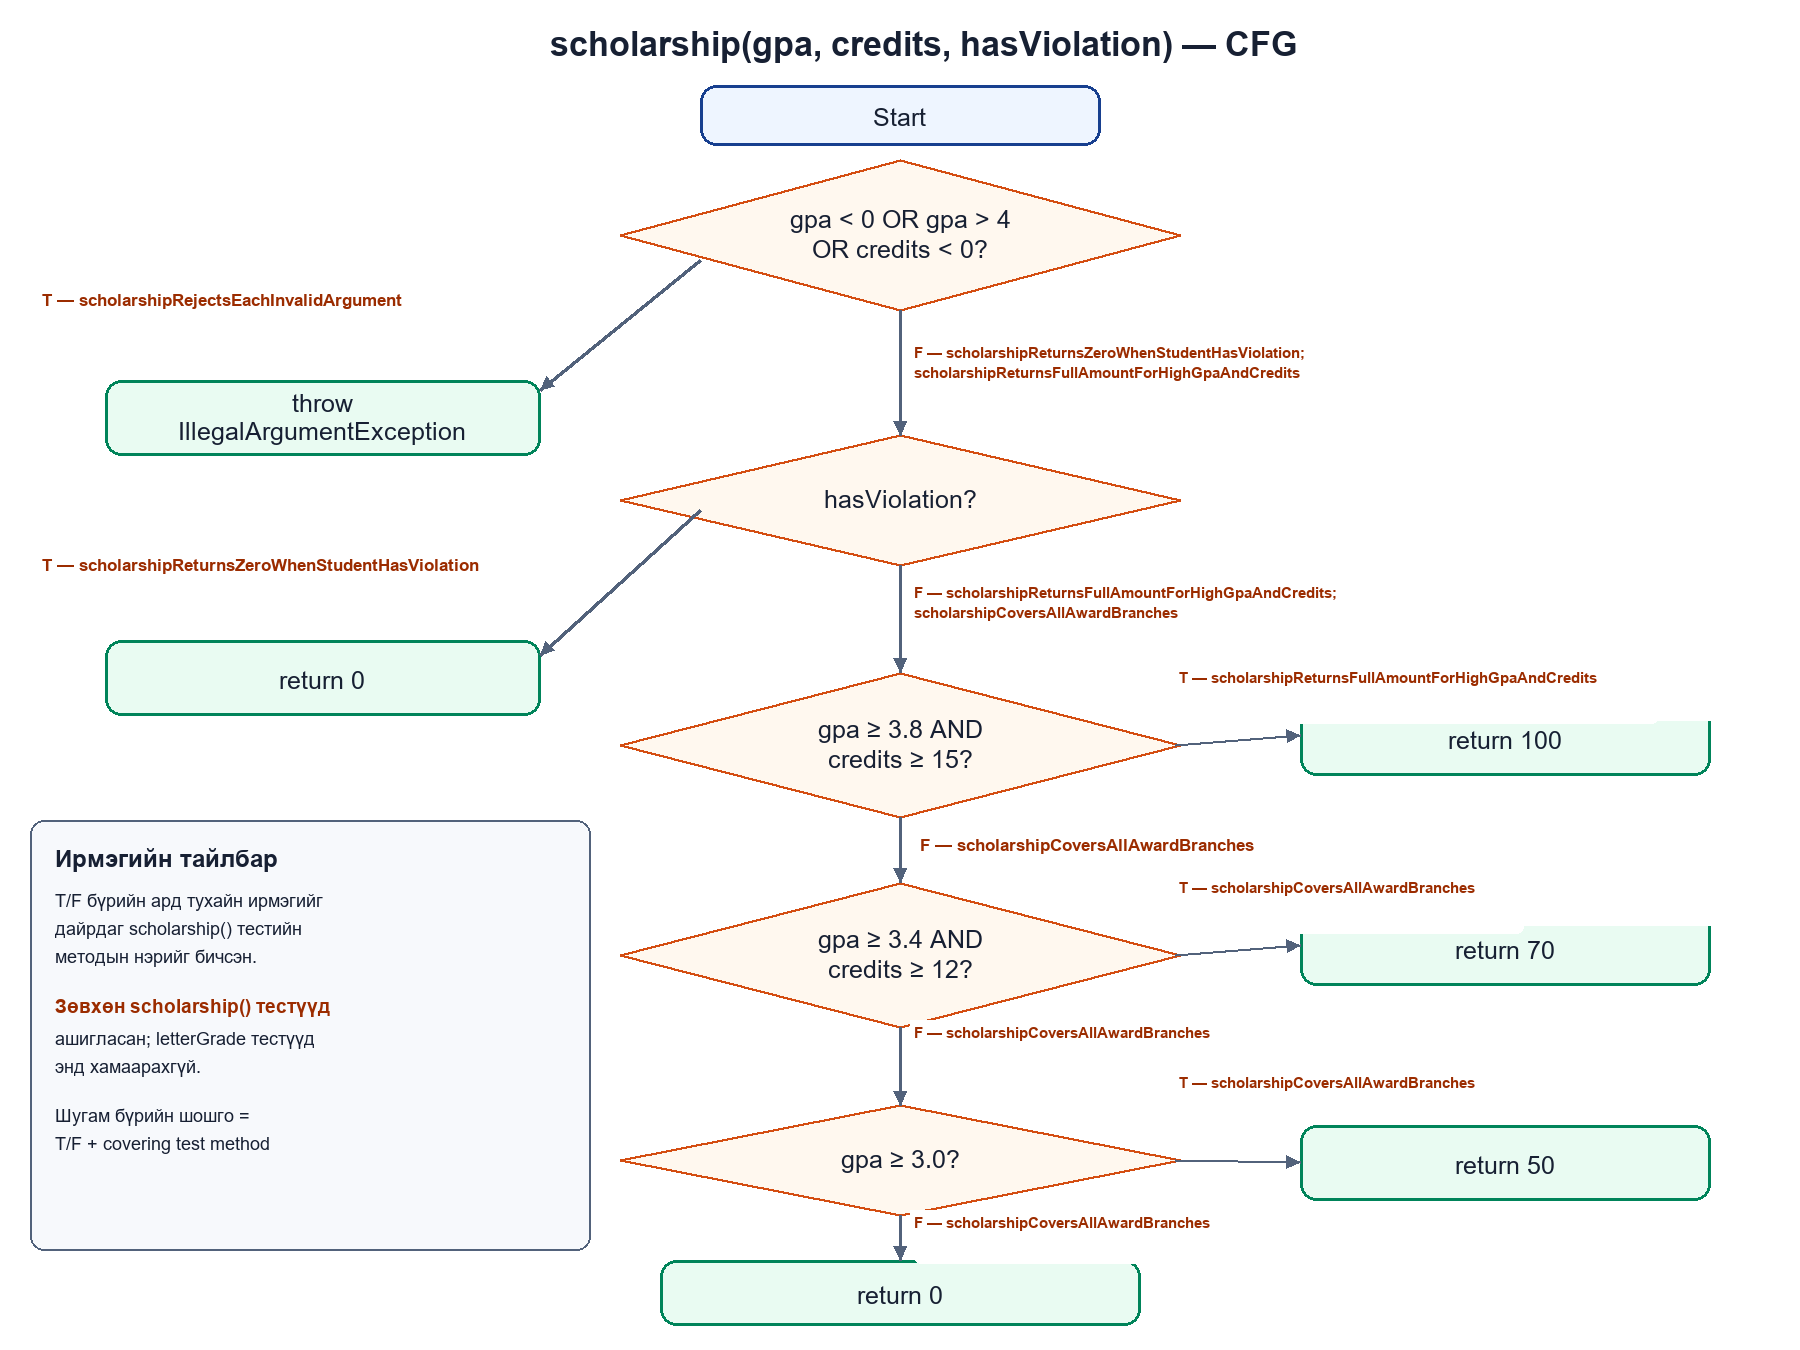 scholarship(gpa, credits, hasViolation) — CFG
Start
gpa < 0 OR gpa > 4
OR credits < 0?
T — scholarshipRejectsEachInvalidArgument
F — scholarshipReturnsZeroWhenStudentHasViolation;
scholarshipReturnsFullAmountForHighGpaAndCredits
throw
IllegalArgumentException
hasViolation?
T — scholarshipReturnsZeroWhenStudentHasViolation
F — scholarshipReturnsFullAmountForHighGpaAndCredits;
scholarshipCoversAllAwardBranches
return 0
T — scholarshipReturnsFullAmountForHighGpaAndCredits
gpa ≥ 3.8 AND
credits ≥ 15?
return 100
F — scholarshipCoversAllAwardBranches
T — scholarshipCoversAllAwardBranches
gpa ≥ 3.4 AND
credits ≥ 12?
return 70
F — scholarshipCoversAllAwardBranches
T — scholarshipCoversAllAwardBranches
gpa ≥ 3.0?
return 50
F — scholarshipCoversAllAwardBranches
return 0
Ирмэгийн тайлбар
T/F бүрийн ард тухайн ирмэгийг
дайрдаг scholarship() тестийн
методын нэрийг бичсэн.
Зөвхөн scholarship() тестүүд
ашигласан; letterGrade тестүүд
энд хамаарахгүй.
Шугам бүрийн шошго =
T/F + covering test method